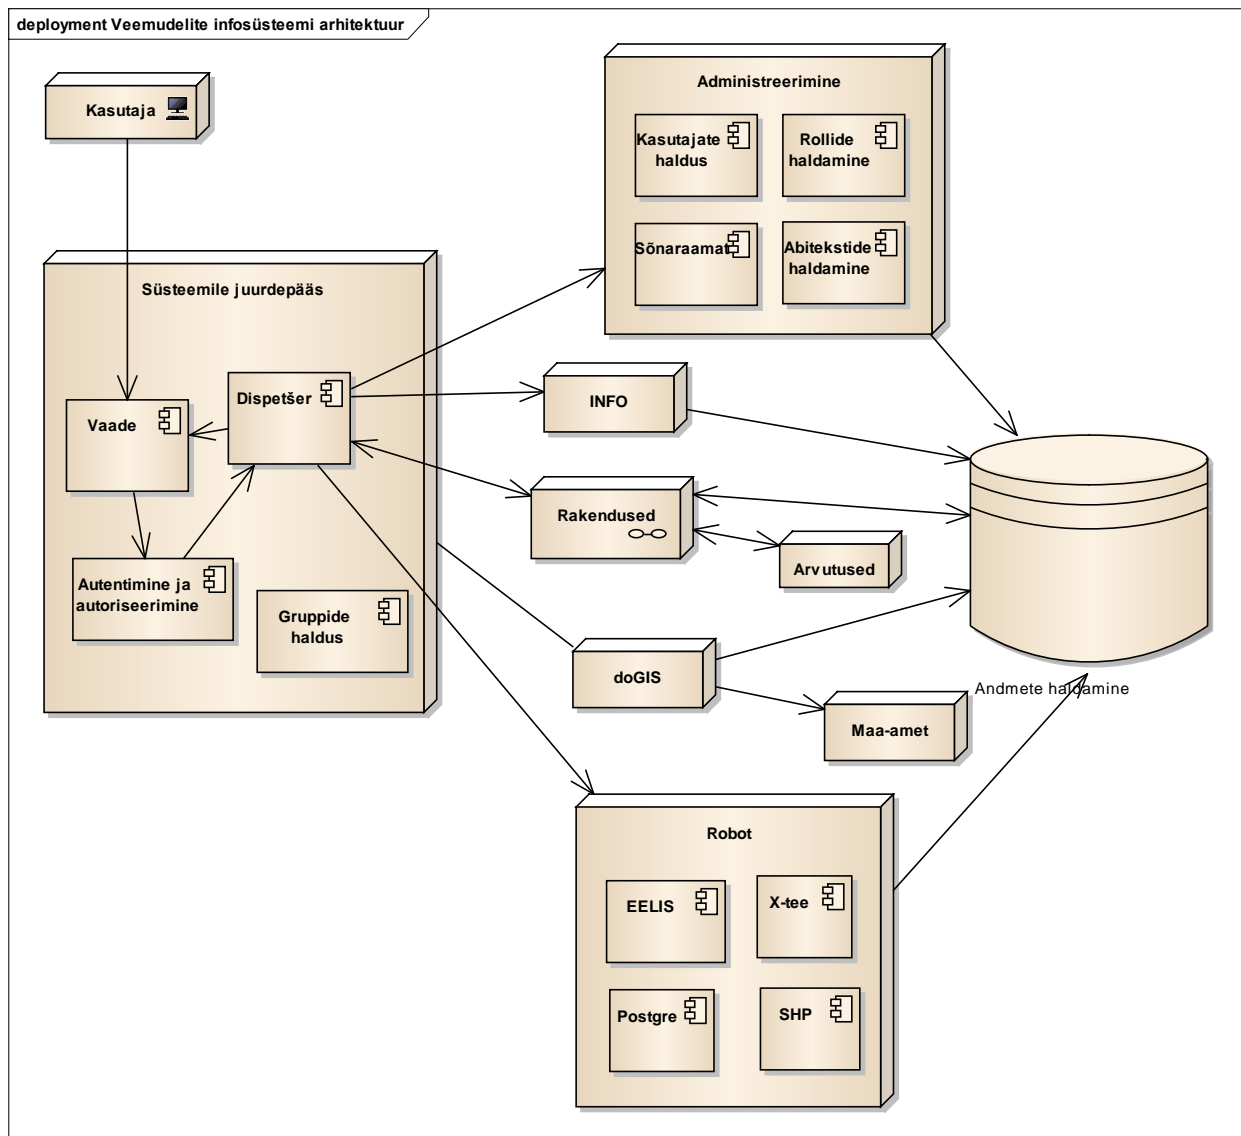 deployment Veemudelite infosüsteemi arhitektuur
Kasutaja
Administreerimine
Kasutajate
haldus
Rollide
haldamine
Sõnaraamat
Abitekstide
haldamine
Süsteemile juurdepääs
Dispetšer
Vaade
Autentimine ja
autoriseerimine
Gruppide
haldus
INFO
Rakendused
Arvutused
doGIS
Maa-amet
Andmete haldamine
Robot
EELIS
X-tee
Postgre
SHP